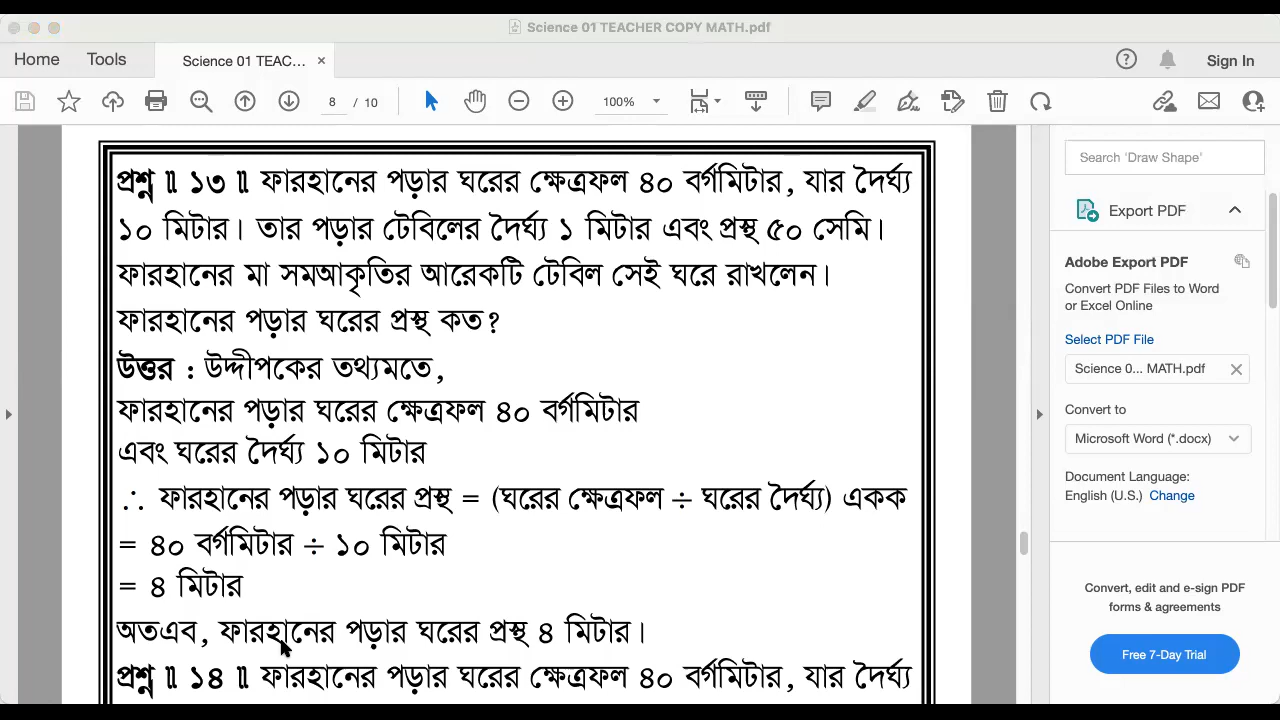 Science 01 TEACHER COPY MATH.pdf
Home Tools Science 01 TEAC... × Sign In
8 / 10 100%
প্রশ্ন ॥ ১৩ ॥ ফারহানের পড়ার ঘরের ক্ষেত্রফল ৪০ বর্গমিটার, যার দৈর্ঘ্য
১০ মিটার। তার পড়ার টেবিলের দৈর্ঘ্য ১ মিটার এবং প্রস্থ ৫০ সেমি।
ফারহানের মা সমআকৃতির আরেকটি টেবিল সেই ঘরে রাখলেন।
ফারহানের পড়ার ঘরের প্রস্থ কত?
উত্তর : উদ্দীপকের তথ্যমতে,
ফারহানের পড়ার ঘরের ক্ষেত্রফল ৪০ বর্গমিটার
এবং ঘরের দৈর্ঘ্য ১০ মিটার
∴ ফারহানের পড়ার ঘরের প্রস্থ = (ঘরের ক্ষেত্রফল ÷ ঘরের দৈর্ঘ্য) একক
= ৪০ বর্গমিটার ÷ ১০ মিটার
= ৪ মিটার
অতএব, ফারহানের পড়ার ঘরের প্রস্থ ৪ মিটার।
প্রশ্ন ॥ ১৪ ॥ ফারহানের পড়ার ঘরের ক্ষেত্রফল ৪০ বর্গমিটার, যার দৈর্ঘ্য
Search 'Draw Shape'
Export PDF
Adobe Export PDF
Convert PDF Files to Word
or Excel Online
Select PDF File
Science 0... MATH.pdf
Convert to
Microsoft Word (*.docx)
Document Language:
English (U.S.) Change
Convert, edit and e-sign PDF
forms & agreements
Free 7-Day Trial